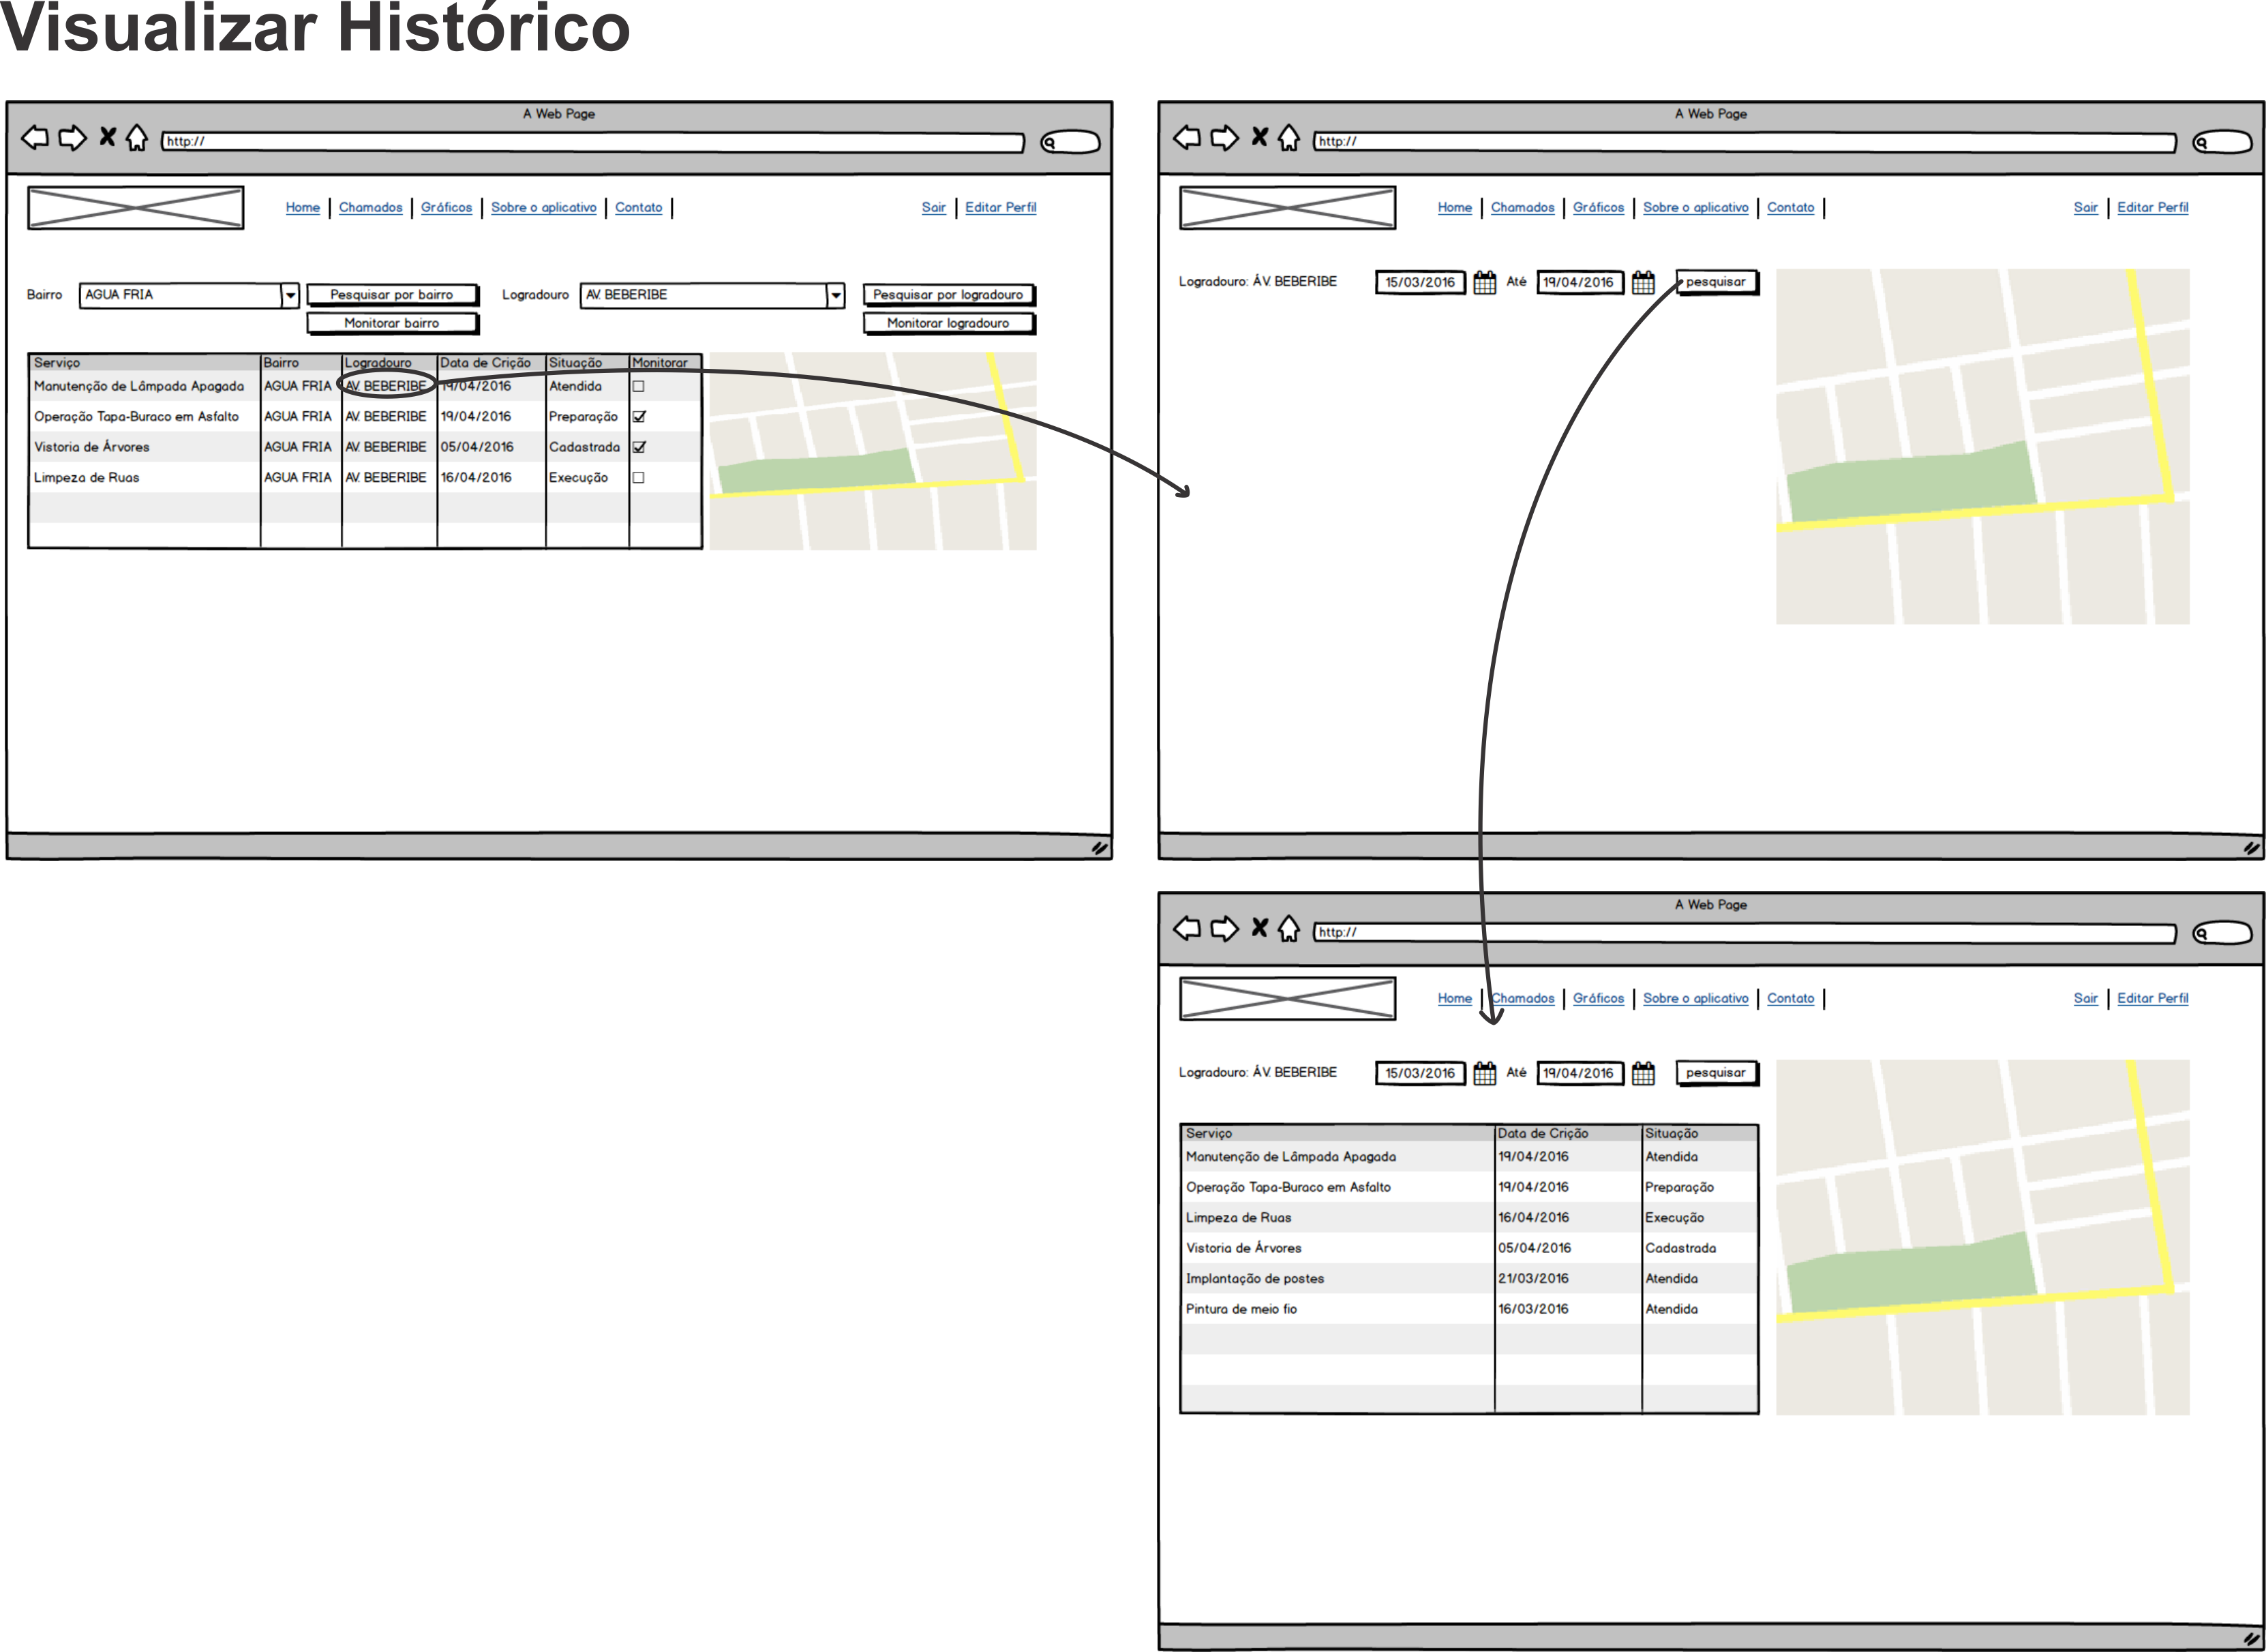 Visualizar Histórico
A Web Page
http://
Home | Chamados | Gráficos | Sobre o aplicativo | Contato |
Sair | Editar Perfil
Bairro AGUA FRIA Pesquisar por bairro Logradouro AV. BEBERIBE Pesquisar por logradouro
Monitorar bairro Monitorar logradouro
Serviço Bairro Logradouro Data de Crição Situação Monitorar
Manutenção de Lâmpada Apagada AGUA FRIA AV. BEBERIBE 19/04/2016 Atendida
Operação Tapa-Buraco em Asfalto AGUA FRIA AV. BEBERIBE 19/04/2016 Preparação
Vistoria de Árvores AGUA FRIA AV. BEBERIBE 05/04/2016 Cadastrada
Limpeza de Ruas AGUA FRIA AV. BEBERIBE 16/04/2016 Execução
A Web Page
http://
Home | Chamados | Gráficos | Sobre o aplicativo | Contato |
Sair | Editar Perfil
Logradouro: ÁV. BEBERIBE 15/03/2016 Até 19/04/2016 pesquisar
A Web Page
http://
Home | Chamados | Gráficos | Sobre o aplicativo | Contato |
Sair | Editar Perfil
Logradouro: ÁV. BEBERIBE 15/03/2016 Até 19/04/2016 pesquisar
Serviço Data de Crição Situação
Manutenção de Lâmpada Apagada 19/04/2016 Atendida
Operação Tapa-Buraco em Asfalto 19/04/2016 Preparação
Limpeza de Ruas 16/04/2016 Execução
Vistoria de Árvores 05/04/2016 Cadastrada
Implantação de postes 21/03/2016 Atendida
Pintura de meio fio 16/03/2016 Atendida